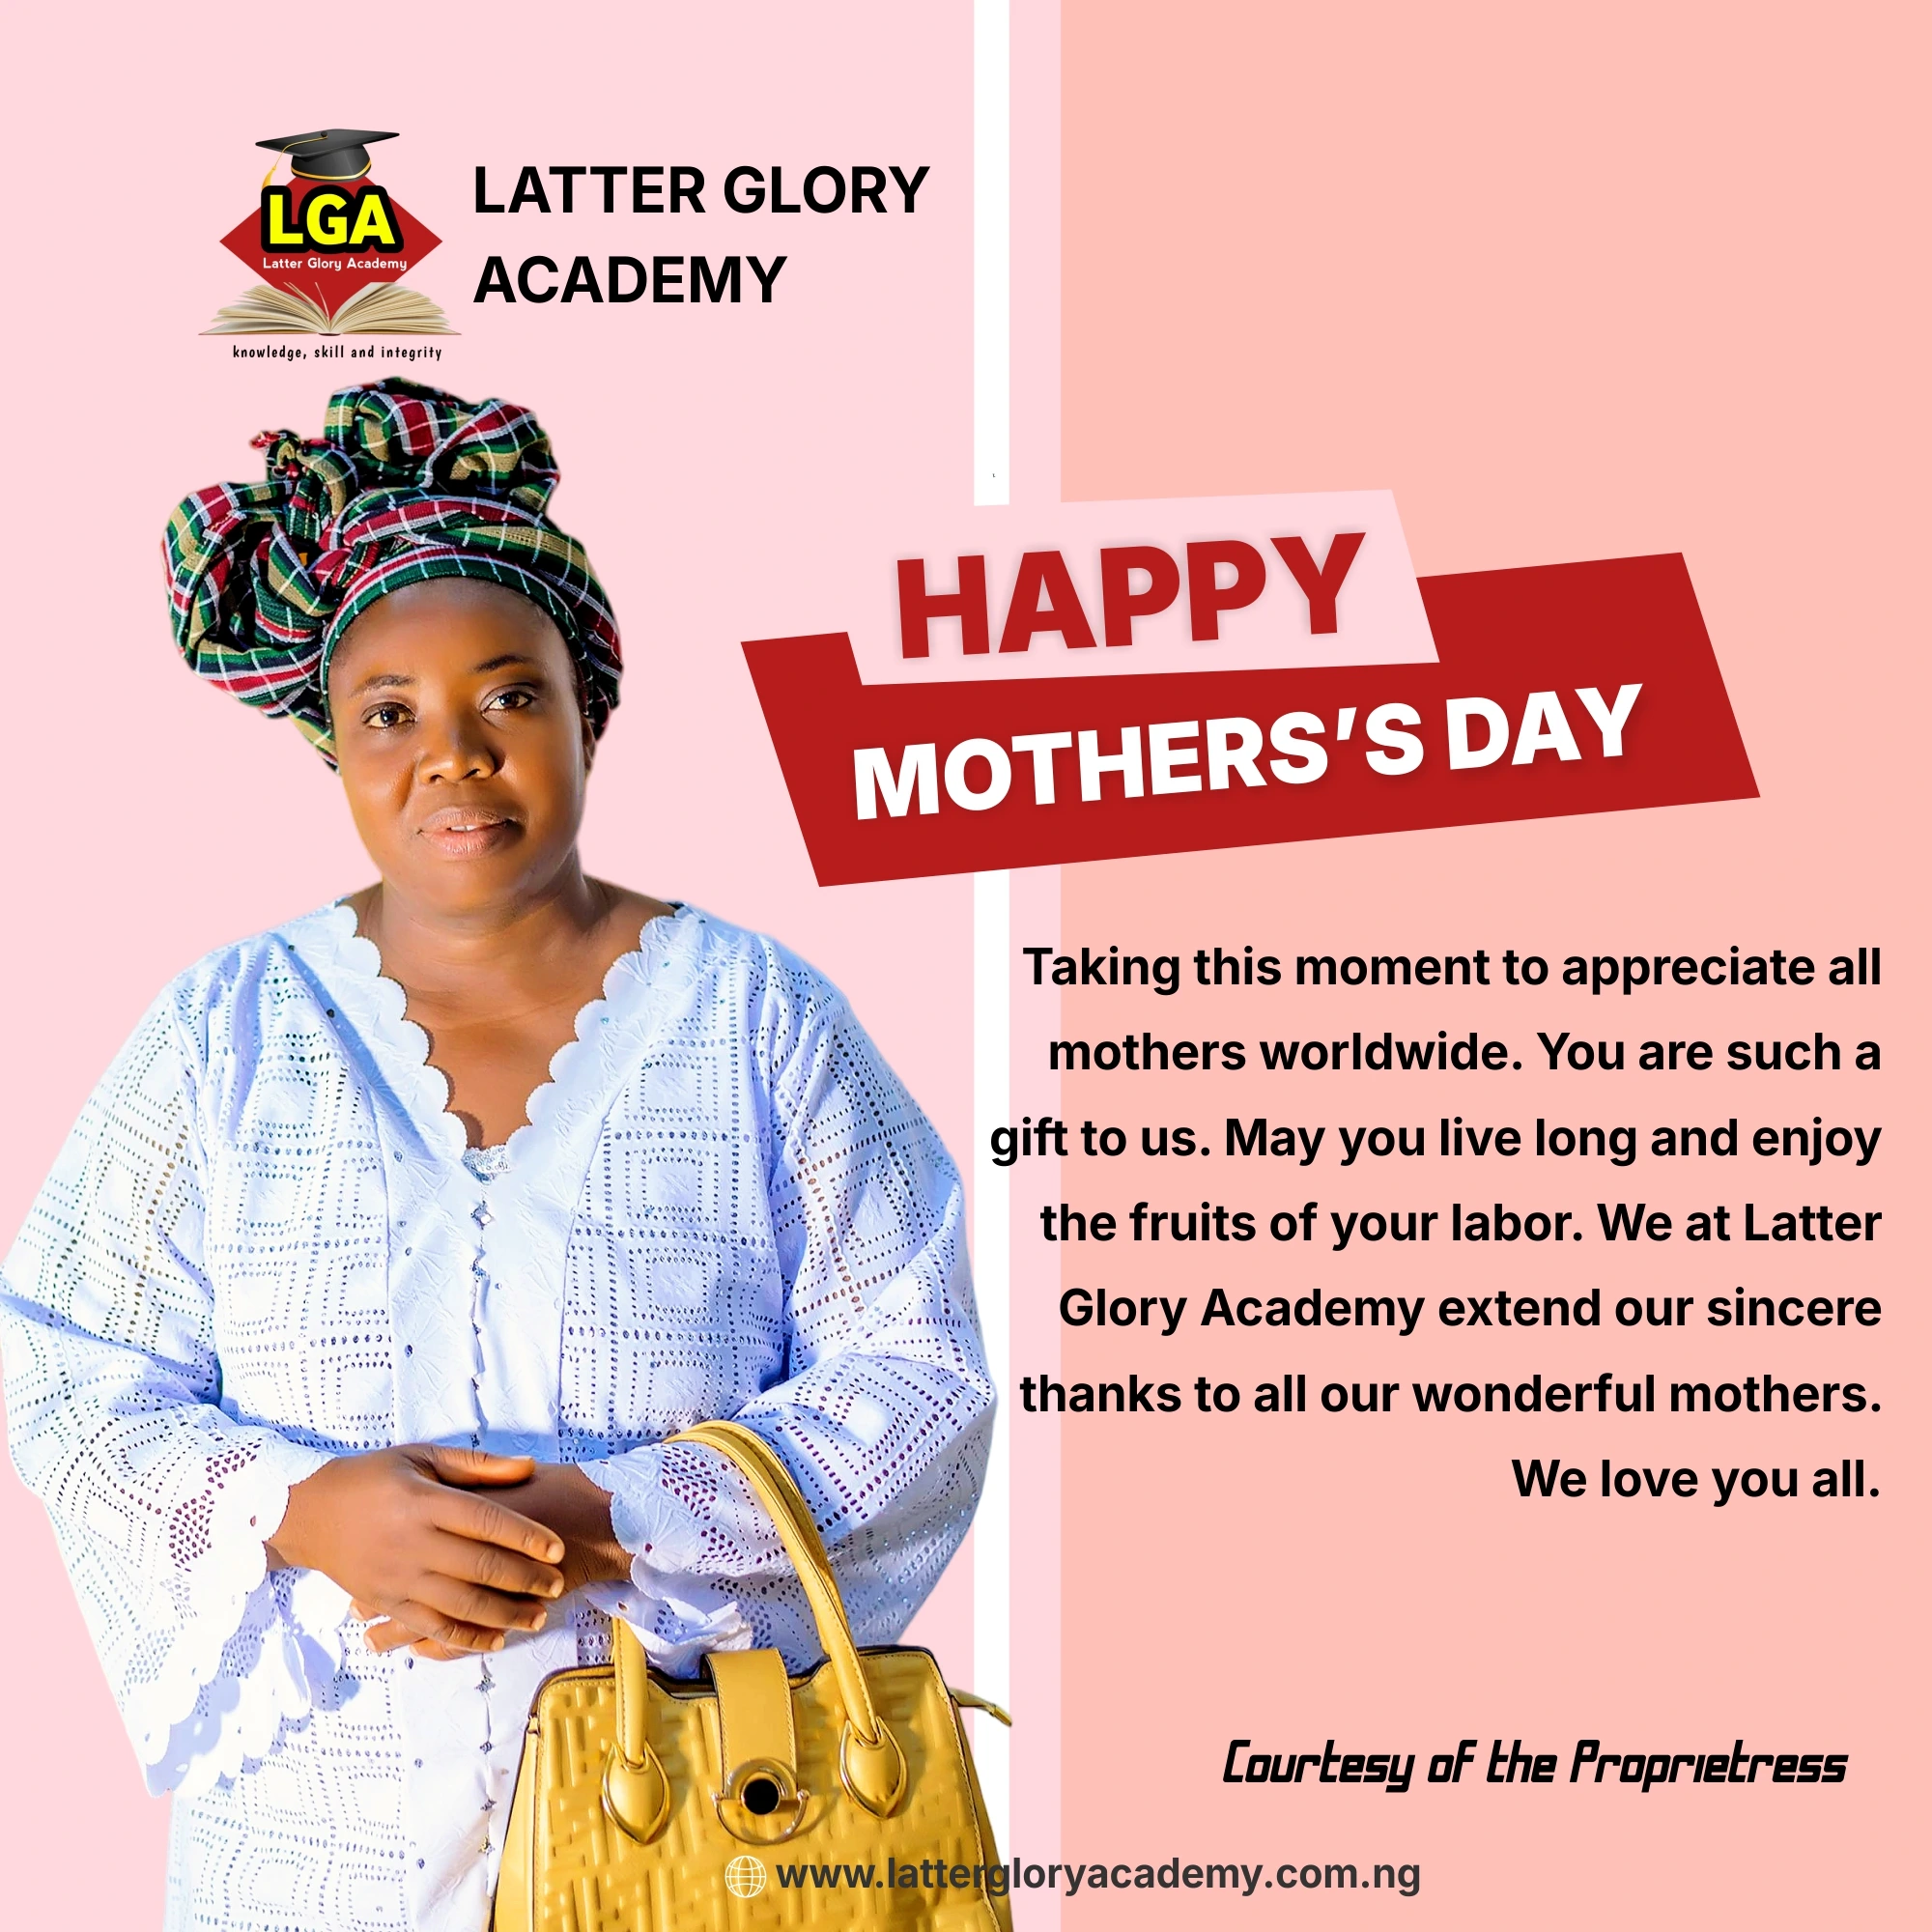 LGA
Latter Glory Academy
knowledge, skill and integrity
LATTER GLORY
ACADEMY
HAPPY
MOTHERS’S DAY
Taking this moment to appreciate all
mothers worldwide. You are such a
gift to us. May you live long and enjoy
the fruits of your labor. We at Latter
Glory Academy extend our sincere
thanks to all our wonderful mothers.
We love you all.
Courtesy of the Proprietress
www.lattergloryacademy.com.ng